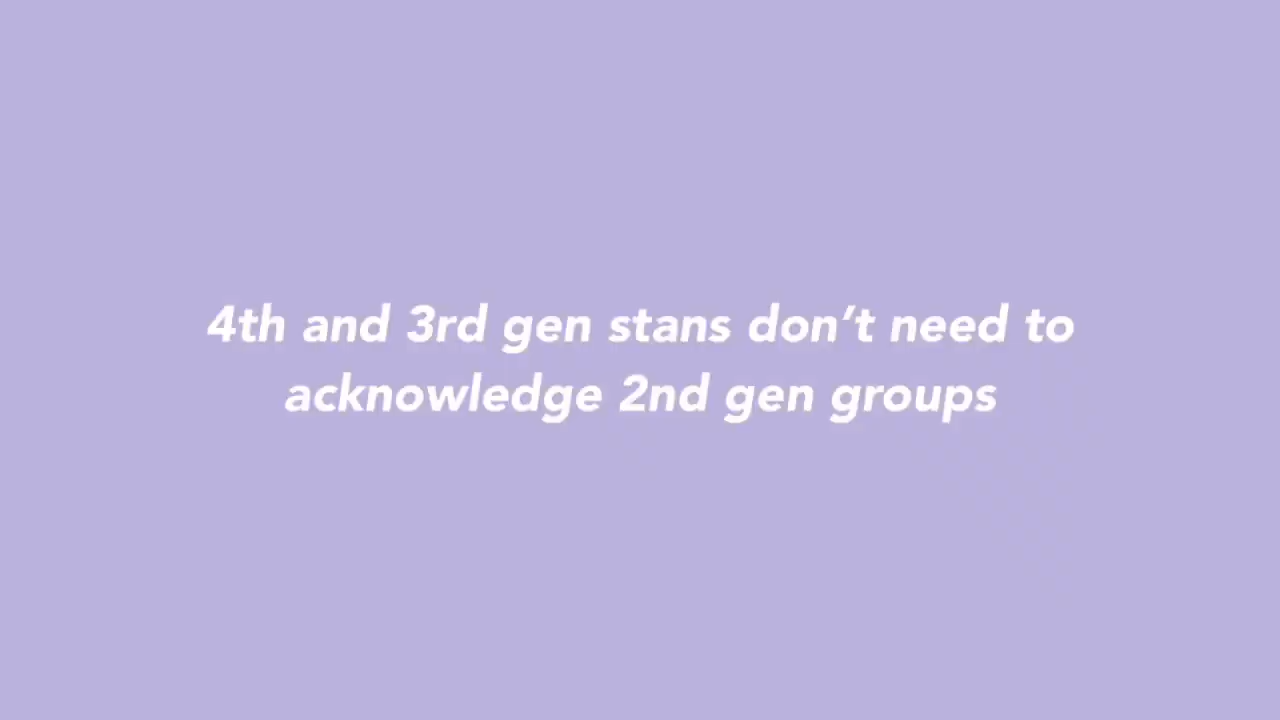 4th and 3rd gen stans don’t need to
acknowledge 2nd gen groups